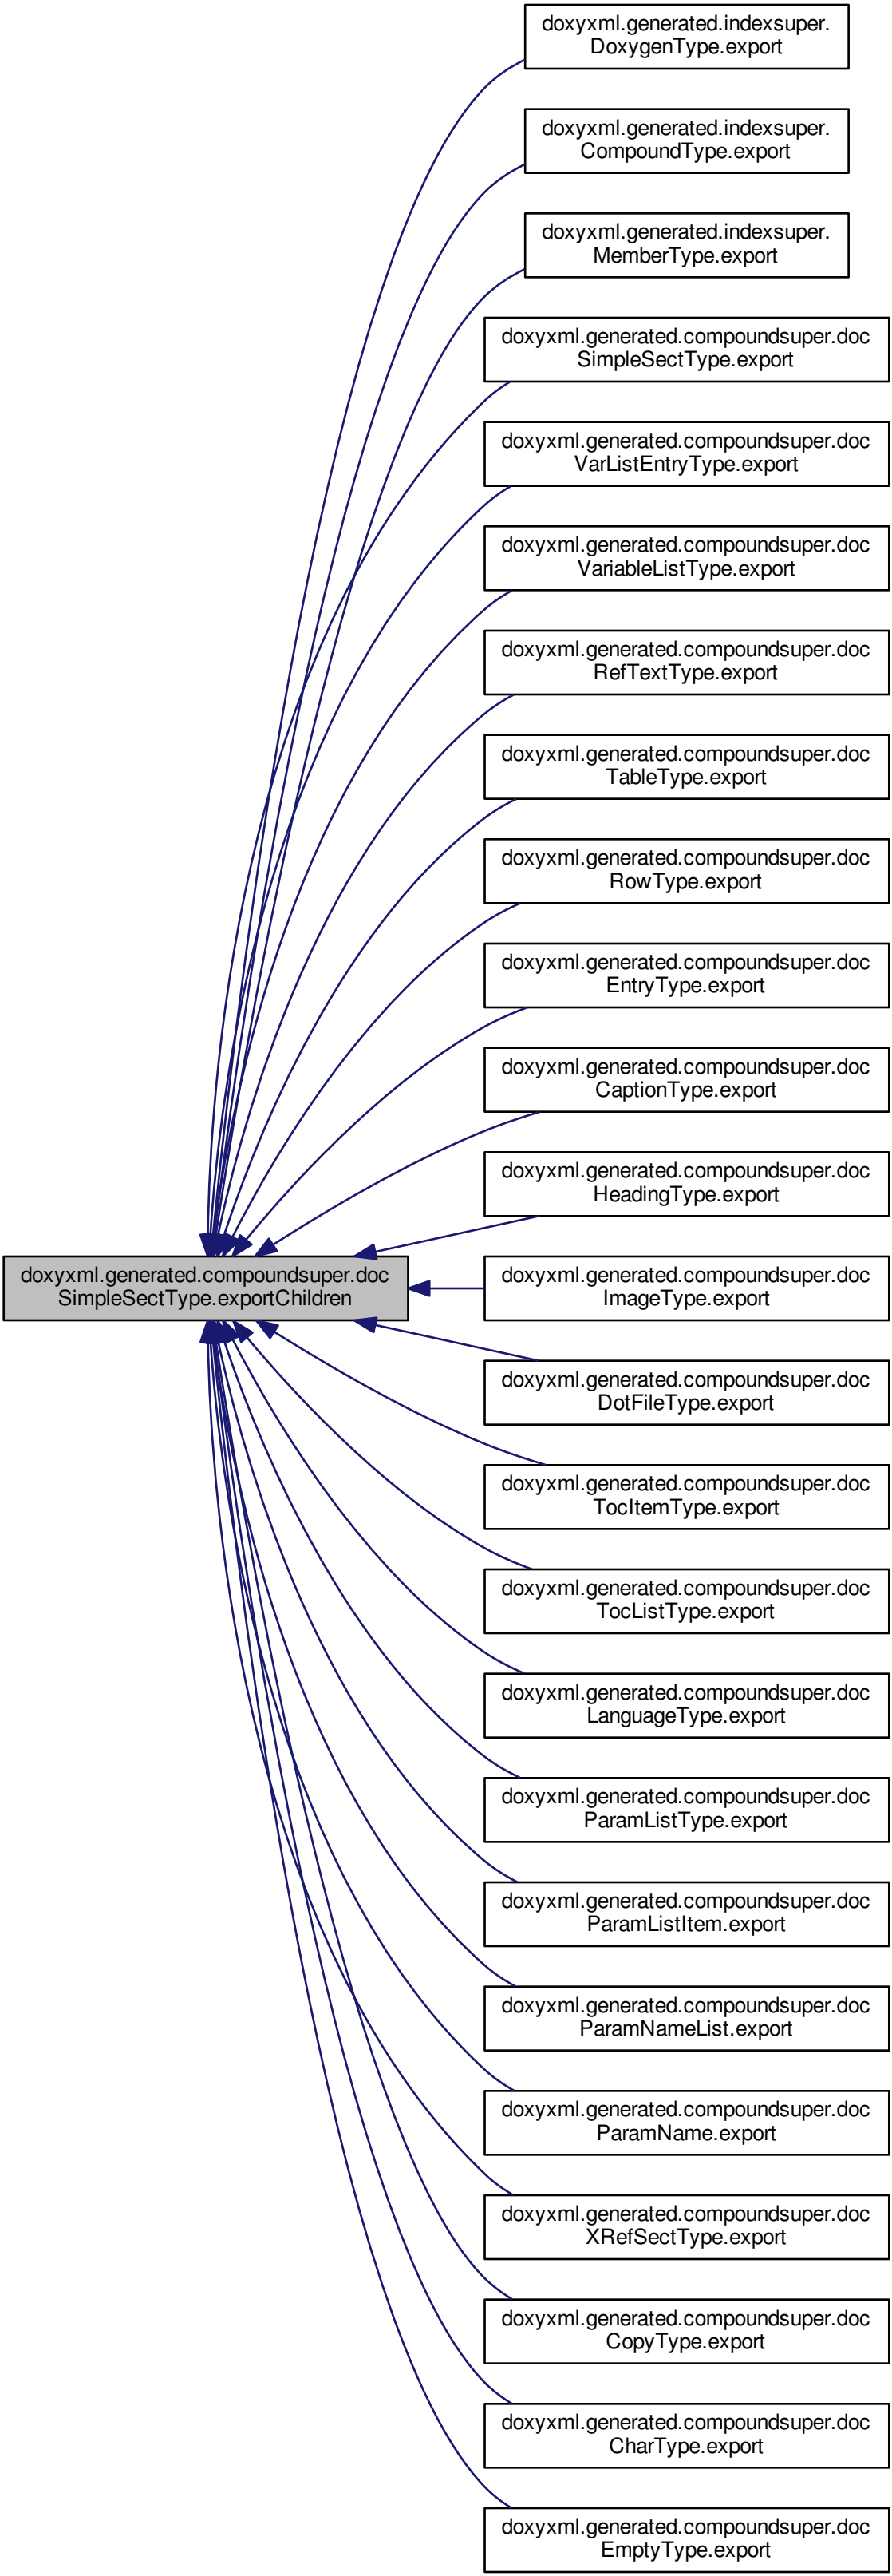 doxyxml.generated.indexsuper.
DoxygenType.export
doxyxml.generated.indexsuper.
CompoundType.export
doxyxml.generated.indexsuper.
MemberType.export
doxyxml.generated.compoundsuper.doc
SimpleSectType.export
doxyxml.generated.compoundsuper.doc
VarListEntryType.export
doxyxml.generated.compoundsuper.doc
VariableListType.export
doxyxml.generated.compoundsuper.doc
RefTextType.export
doxyxml.generated.compoundsuper.doc
TableType.export
doxyxml.generated.compoundsuper.doc
RowType.export
doxyxml.generated.compoundsuper.doc
EntryType.export
doxyxml.generated.compoundsuper.doc
CaptionType.export
doxyxml.generated.compoundsuper.doc
HeadingType.export
doxyxml.generated.compoundsuper.doc
SimpleSectType.exportChildren
doxyxml.generated.compoundsuper.doc
ImageType.export
doxyxml.generated.compoundsuper.doc
DotFileType.export
doxyxml.generated.compoundsuper.doc
TocItemType.export
doxyxml.generated.compoundsuper.doc
TocListType.export
doxyxml.generated.compoundsuper.doc
LanguageType.export
doxyxml.generated.compoundsuper.doc
ParamListType.export
doxyxml.generated.compoundsuper.doc
ParamListItem.export
doxyxml.generated.compoundsuper.doc
ParamNameList.export
doxyxml.generated.compoundsuper.doc
ParamName.export
doxyxml.generated.compoundsuper.doc
XRefSectType.export
doxyxml.generated.compoundsuper.doc
CopyType.export
doxyxml.generated.compoundsuper.doc
CharType.export
doxyxml.generated.compoundsuper.doc
EmptyType.export